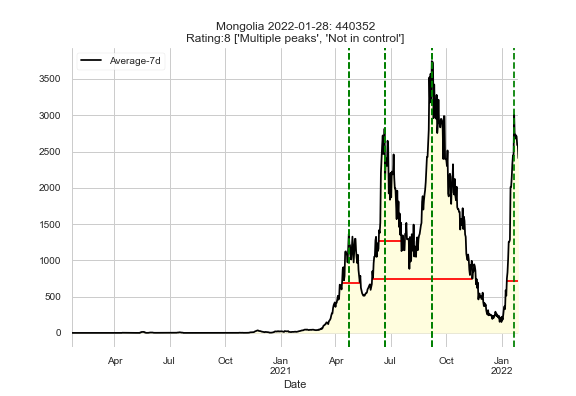 Mongolia 2022-01-28: 440352
Rating:8 ['Multiple peaks', 'Not in control']
Average-7d
3500
3000
2500
2000
1500
1000
500
0
Apr Jul Oct Jan Apr Jul Oct Jan
2021 2022
Date